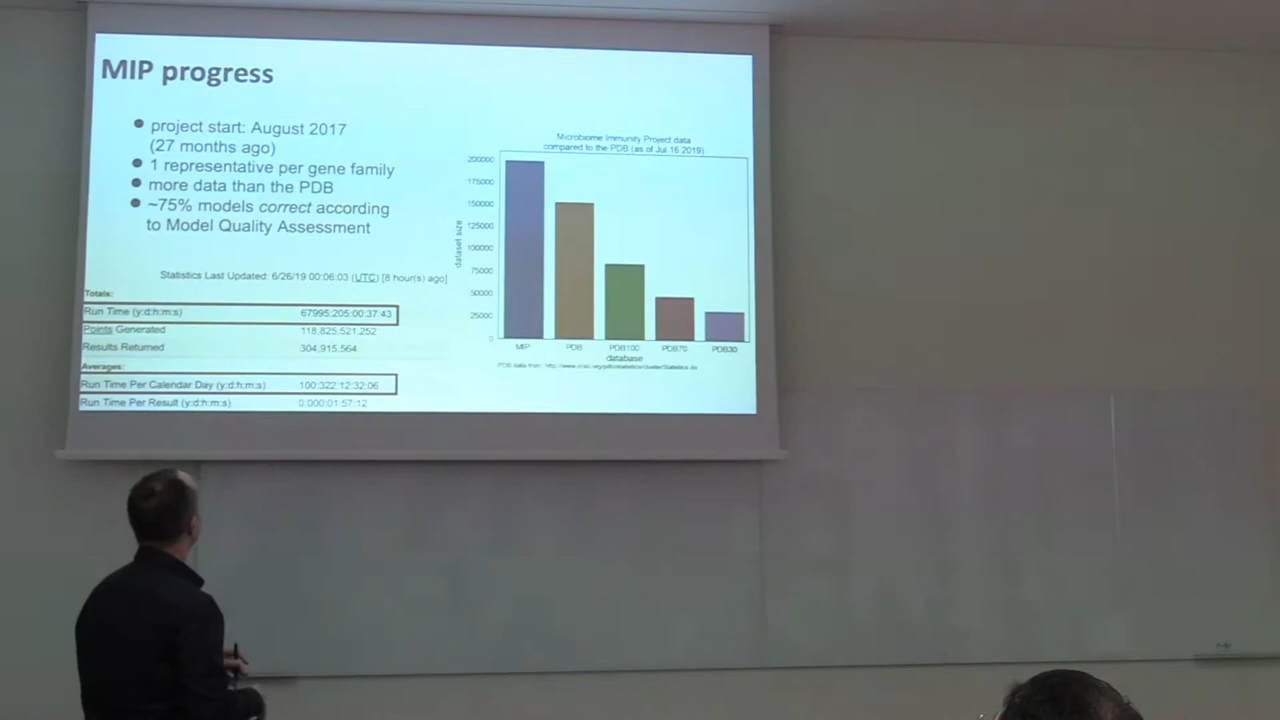 MIP progress
project start: August 2017
(27 months ago)
1 representative per gene family
more data than the PDB
~75% models correct according
to Model Quality Assessment
Statistics Last Updated: 6/26/19 00:06:03 (UTC) [8 hour(s) ago]
Totals:
Run Time (y:d:h:m:s) 67995:205:00:37:43
Points Generated 118,825,521,252
Results Returned 304,915,564
Averages:
Run Time Per Calendar Day (y:d:h:m:s) 100:322:12:32:06
Run Time Per Result (y:d:h:m:s) 0:000:01:57:12
Microbiome Immunity Project data
compared to the PDB (as of Jul 16 2019)
200000
175000
150000
125000
100000
75000
50000
25000
0
dataset size
MIP PDB PDB100 PDB70 PDB30
database
PDB data from: